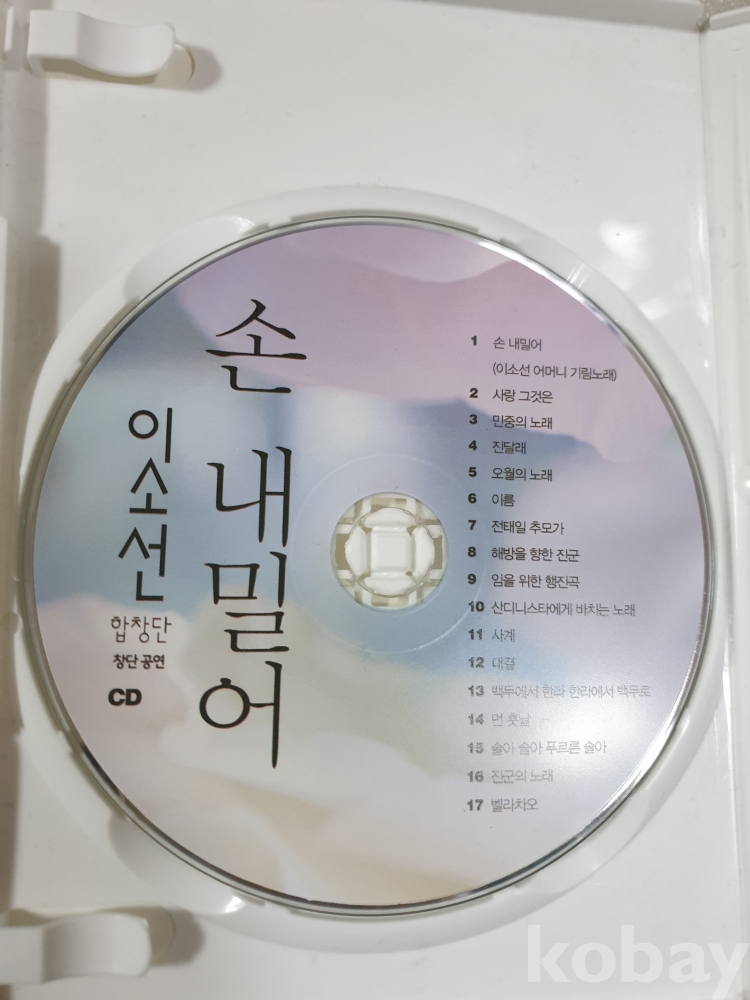 손 내밀어
이소선
합창단
창단 공연
CD
1 손 내밀어
(이소선 어머니 기림노래)
2 사랑 그것은
3 민중의 노래
4 진달래
5 오월의 노래
6 이름
7 전태일 추모가
8 해방을 향한 진군
9 임을 위한 행진곡
10 산디니스타에게 바치는 노래
11 사계
12 대결
13 백두에서 한라 한라에서 백두로
14 먼 훗날
15 솔아 솔아 푸르른 솔아
16 진군의 노래
17 벨라차오
kobay